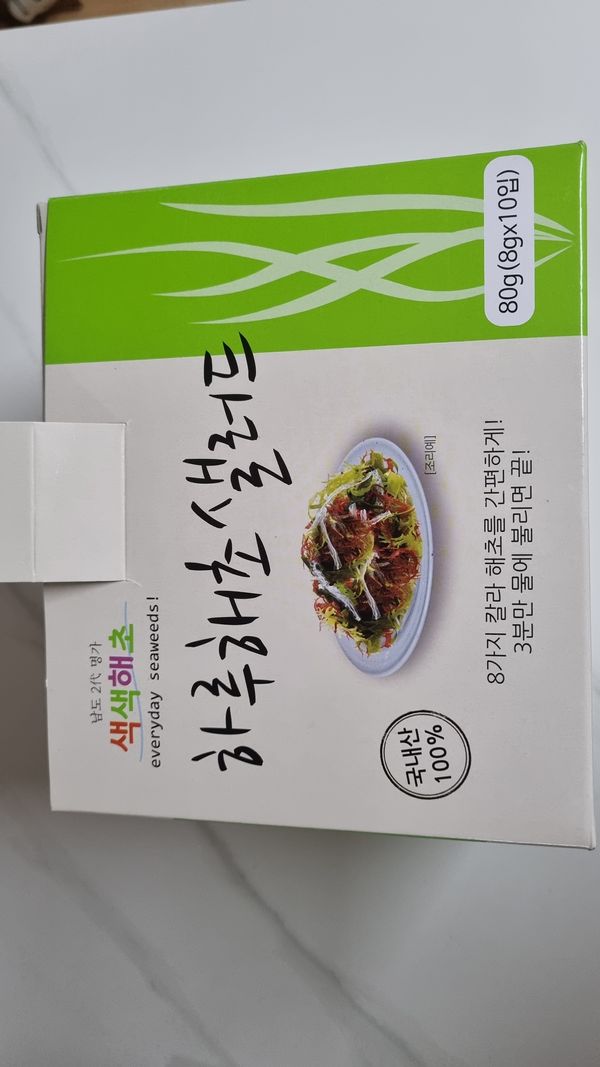 남도 2代 명가
색색해초
everyday seaweeds!
하루해초샐러드
[조리예]
국내산
100%
8가지 칼라 해초를 간편하게!
3분만 물에 불리면 끝!
80g(8gx10입)